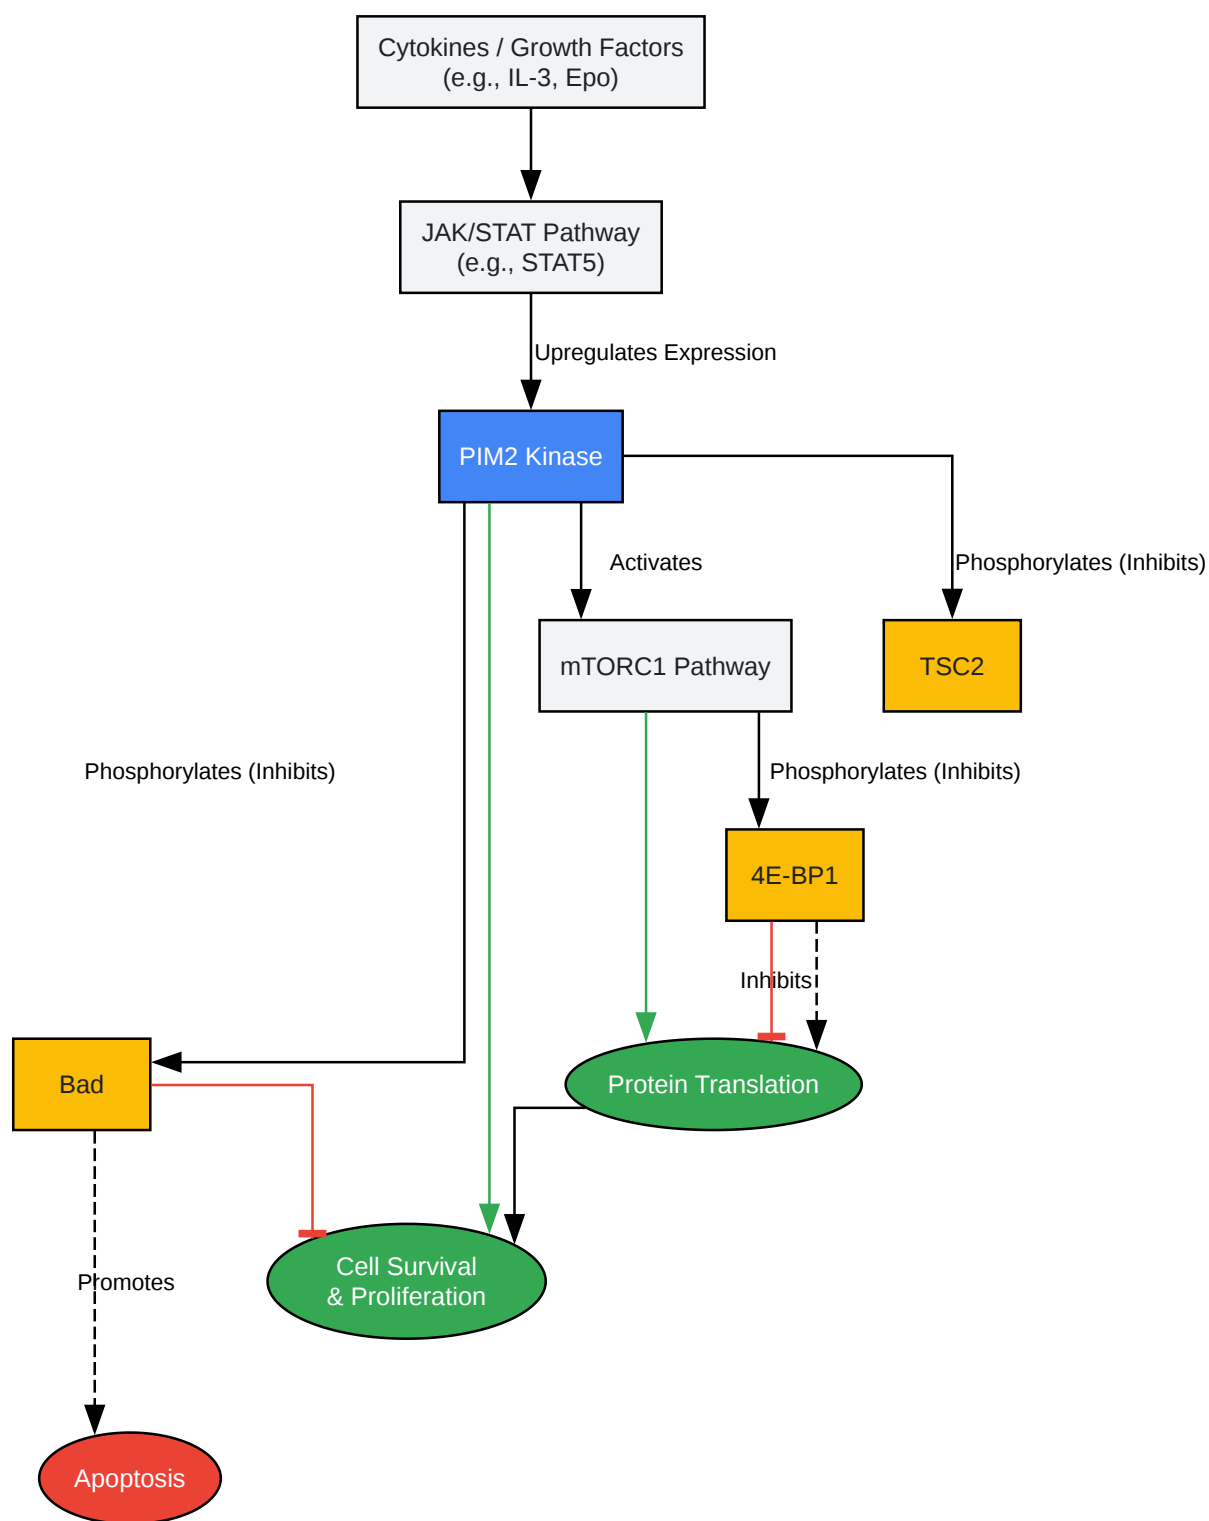 Cytokines / Growth Factors
(e.g., IL-3, Epo)
JAK/STAT Pathway
(e.g., STAT5)
Upregulates Expression
PIM2 Kinase
Activates
Phosphorylates (Inhibits)
mTORC1 Pathway
TSC2
Phosphorylates (Inhibits)
Phosphorylates (Inhibits)
4E-BP1
Inhibits
Bad
Protein Translation
Cell Survival
& Proliferation
Promotes
Apoptosis